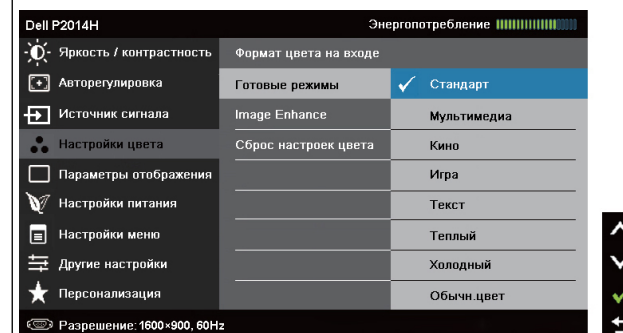 Dell P2014H Энергопотребление
Яркость / контрастность Формат цвета на входе
Авторегулировка Готовые режимы Стандарт
Источник сигнала Image Enhance Мультимедиа
Настройки цвета Сброс настроек цвета Кино
Параметры отображения Игра
Настройки питания Текст
Настройки меню Теплый
Другие настройки Холодный
Персонализация Обычн.цвет
Разрешение: 1600×900, 60Hz